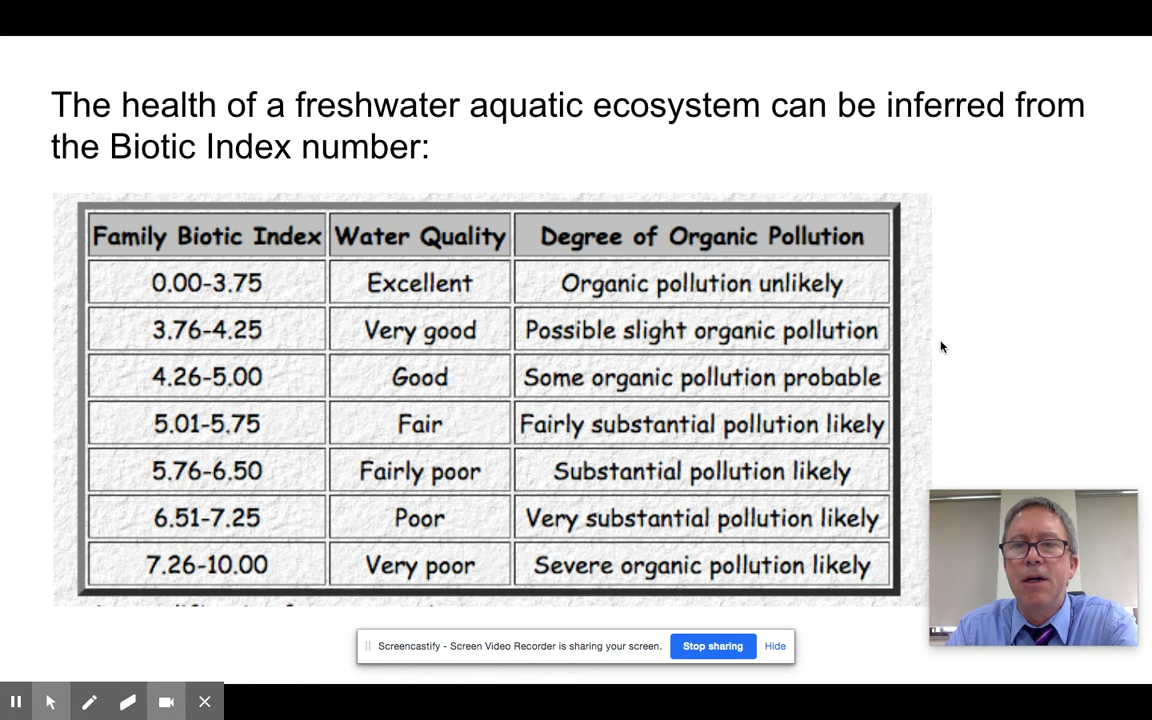 The health of a freshwater aquatic ecosystem can be inferred from
the Biotic Index number:
Family Biotic Index Water Quality Degree of Organic Pollution
0.00-3.75 Excellent Organic pollution unlikely
3.76-4.25 Very good Possible slight organic pollution
4.26-5.00 Good Some organic pollution probable
5.01-5.75 Fair Fairly substantial pollution likely
5.76-6.50 Fairly poor Substantial pollution likely
6.51-7.25 Poor Very substantial pollution likely
7.26-10.00 Very poor Severe organic pollution likely
Screencastify - Screen Video Recorder is sharing your screen. Stop sharing Hide